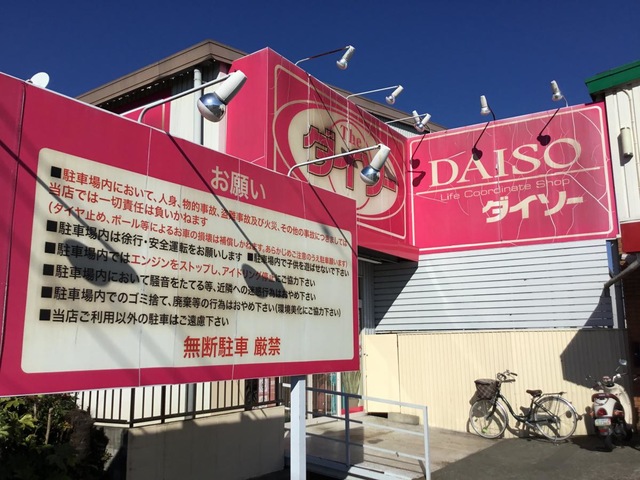 お願い
■駐車場内において、人身、物的事故、盗難事故及び火災、その他の事故につきましては
当店では一切責任は負いかねます
(タイヤ止め、ポール等によるお車の損壊は補償しかねます。あらかじめご注意のうえ駐車願います)
■駐車場内は徐行・安全運転をお願いします ■駐車場内で子供を遊ばせないで下さい
■駐車場内ではエンジンをストップし、アイドリング禁止にご協力下さい
■駐車場内において騒音をたてる等、近隣への迷惑行為はおやめ下さい
■駐車場内でのゴミ捨て、廃棄等の行為はおやめ下さい(環境美化にご協力下さい)
■当店ご利用以外の駐車はご遠慮下さい
無断駐車 厳禁
The
ダイソー
DAISO
Life Coordinate Shop
ダイソー